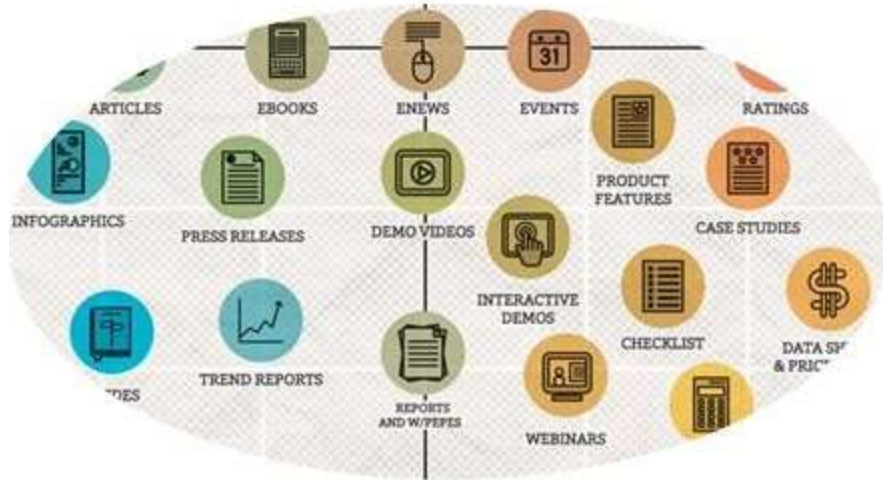 ARTICLES
EBOOKS
ENEWS
31
EVENTS
RATINGS
INFOGRAPHICS
PRESS RELEASES
DEMO VIDEOS
PRODUCT
FEATURES
CASE STUDIES
INTERACTIVE
DEMOS
CHECKLIST
DATA
& 
TREND REPORTS
REPORTS
AND W/PEPES
WEBINARS